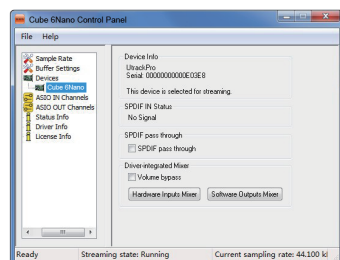 Cube 6Nano Control Panel
File Help
Sample Rate
Buffer Settings
Devices
Cube 6Nano
ASIO IN Channels
ASIO OUT Channels
Status Info
Driver Info
License Info
Device Info
UtrackPro
Serial: 00000000000E03E8
This device is selected for streaming.
SPDIF IN Status
No Signal
SPDIF pass through
SPDIF pass through
Driver-integrated Mixer
Volume bypass
Hardware Inputs Mixer Software Outputs Mixer
Ready Streaming state: Running Current sampling rate: 44.100 kl